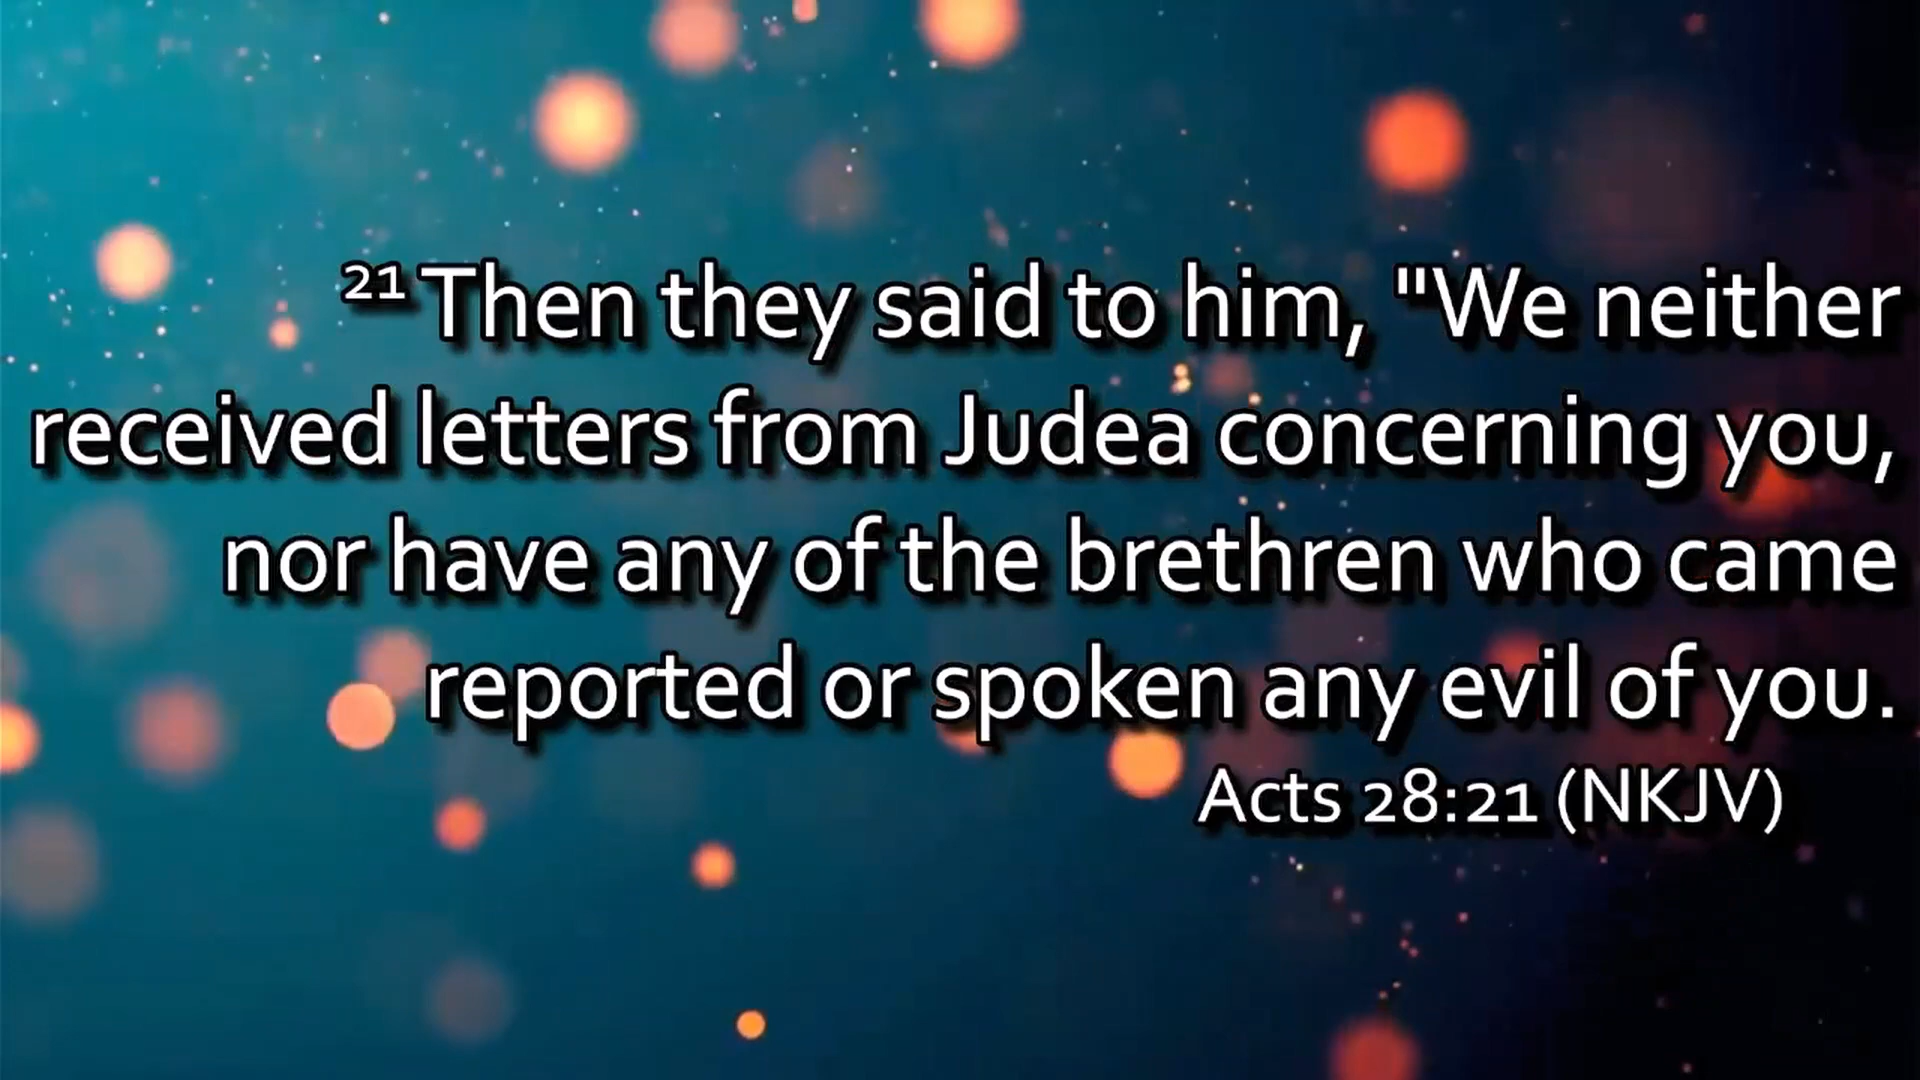 21 Then they said to him, "We neither
received letters from Judea concerning you,
nor have any of the brethren who came
reported or spoken any evil of you.
Acts 28:21 (NKJV)